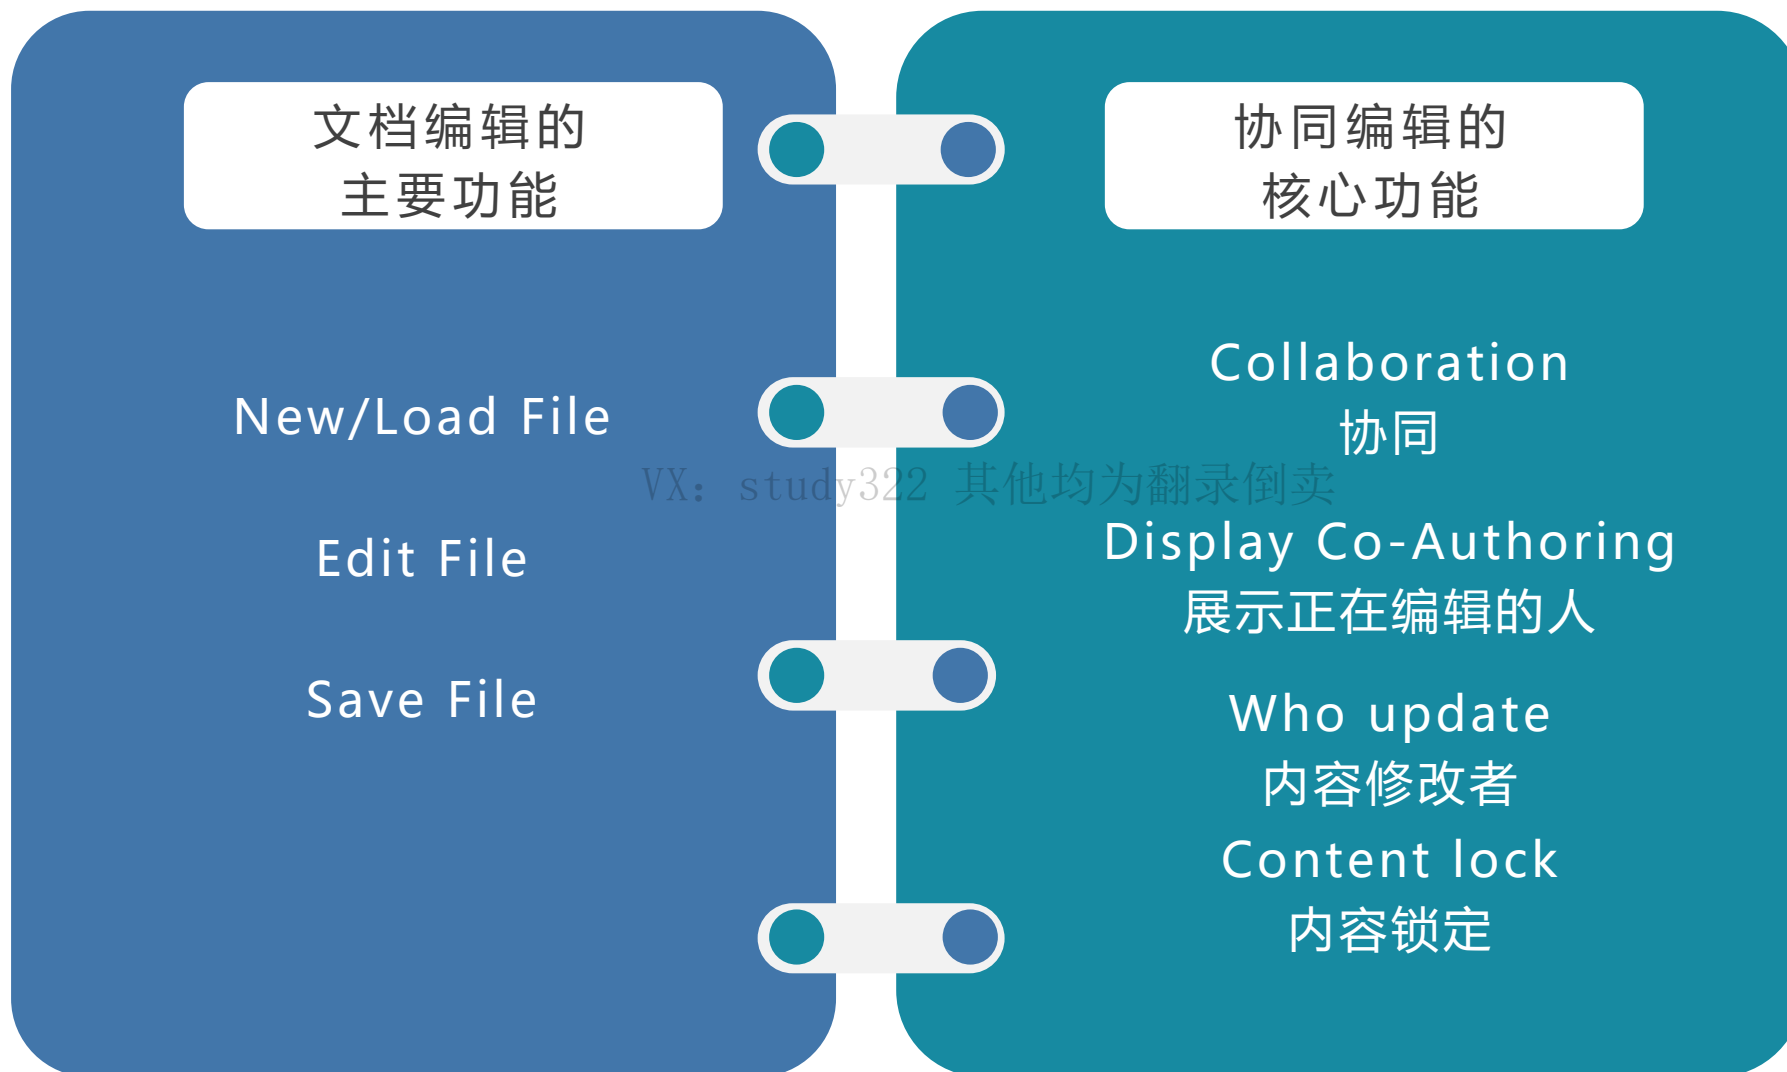 文档编辑的
主要功能
New/Load File
Edit File
Save File
协同编辑的
核心功能
Collaboration
协同
Display Co-Authoring
展示正在编辑的人
Who update
内容修改者
Content lock
内容锁定
VX: study322 其他均为翻录倒卖